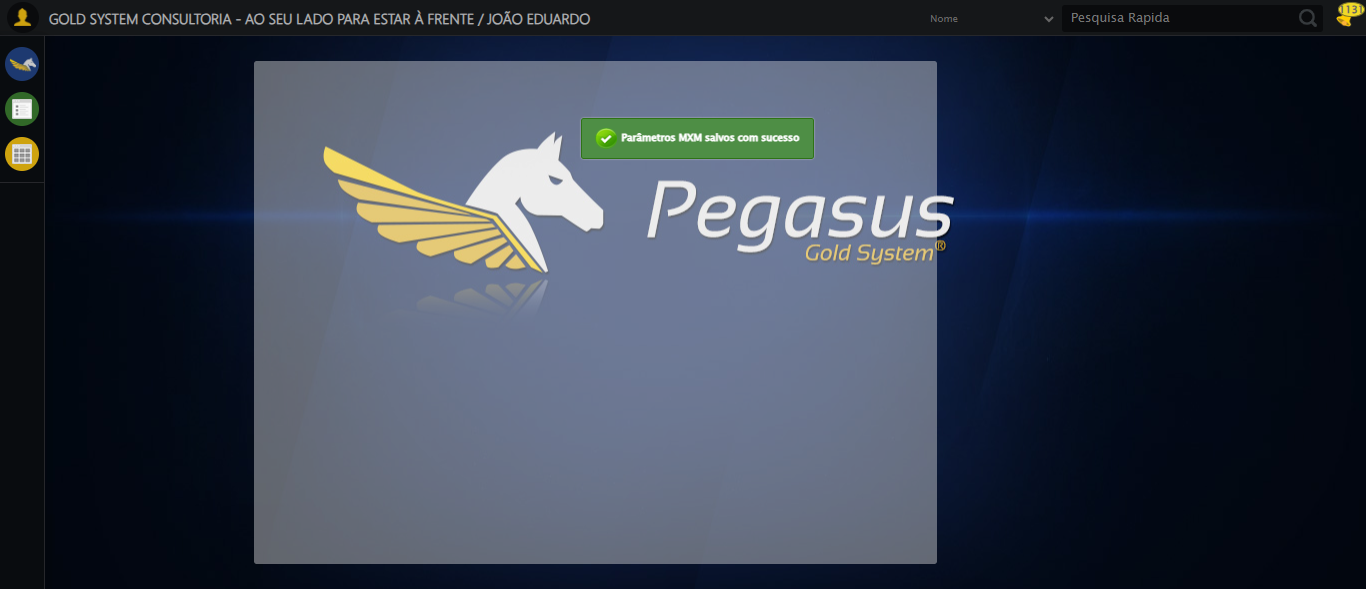 GOLD SYSTEM CONSULTORIA - AO SEU LADO PARA ESTAR À FRENTE / JOÃO EDUARDO
Nome
Pesquisa Rapida
113
Parâmetros MXM salvos com sucesso
Pegasus
Gold System®